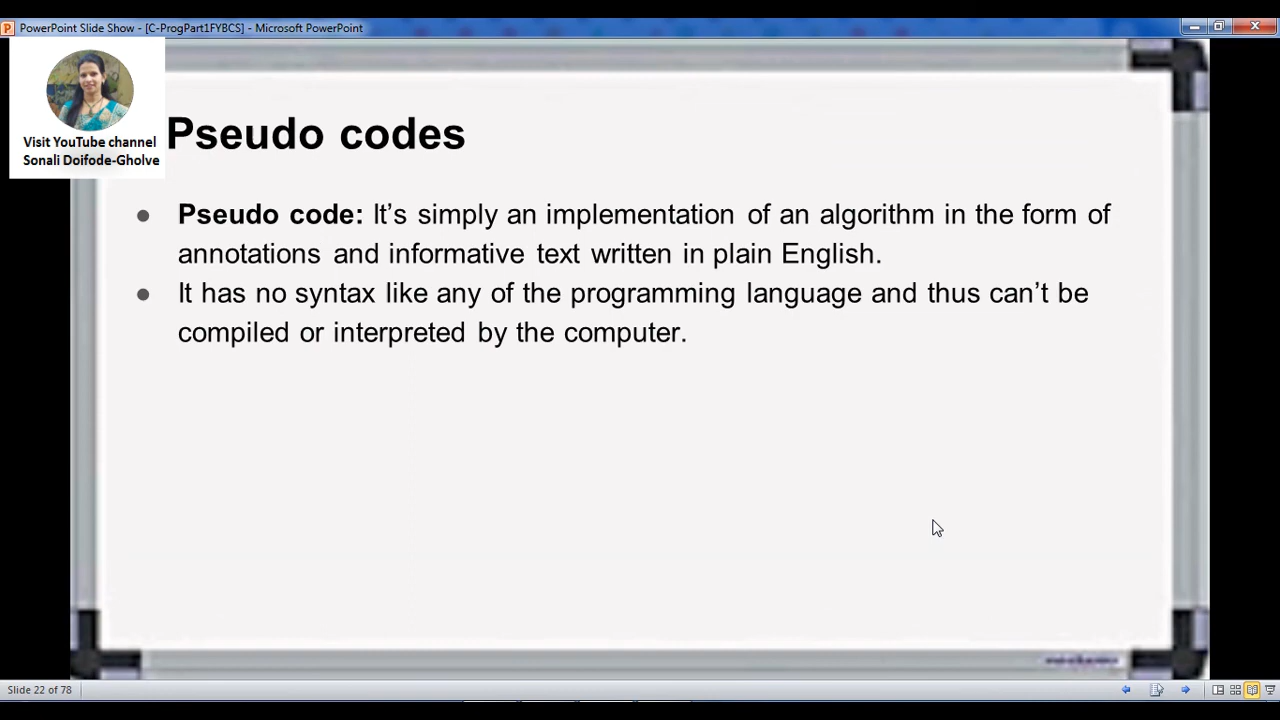 PowerPoint Slide Show - [C-ProgPart1FYBCS] - Microsoft PowerPoint
Visit YouTube channel
Sonali Doifode-Gholve
Pseudo codes
● Pseudo code: It’s simply an implementation of an algorithm in the form of
annotations and informative text written in plain English.
● It has no syntax like any of the programming language and thus can’t be
compiled or interpreted by the computer.
Slide 22 of 78